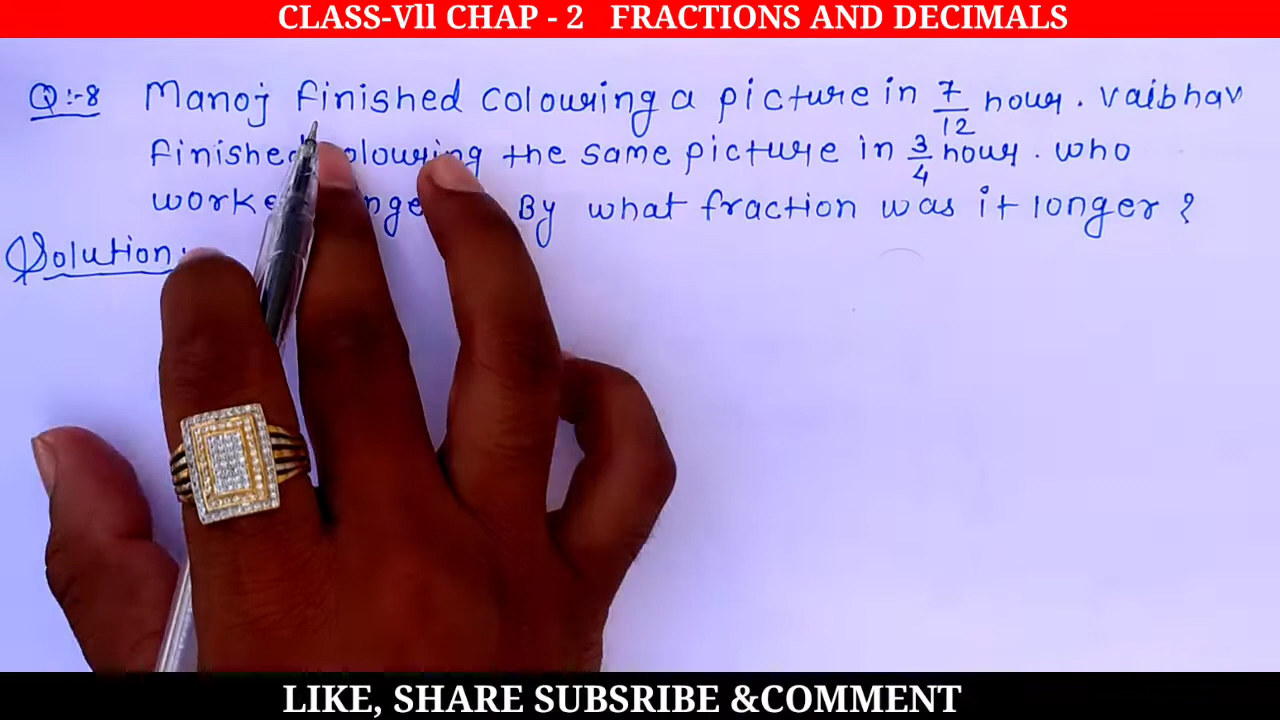 CLASS-Vll CHAP - 2 FRACTIONS AND DECIMALS
Q:-8 Manoj finished colouring a picture in 7/12 hour. Vaibhav
finished colouring the same picture in 3/4 hour. who
By what fraction was it longer ?
Solution:
LIKE, SHARE SUBSRIBE &COMMENT